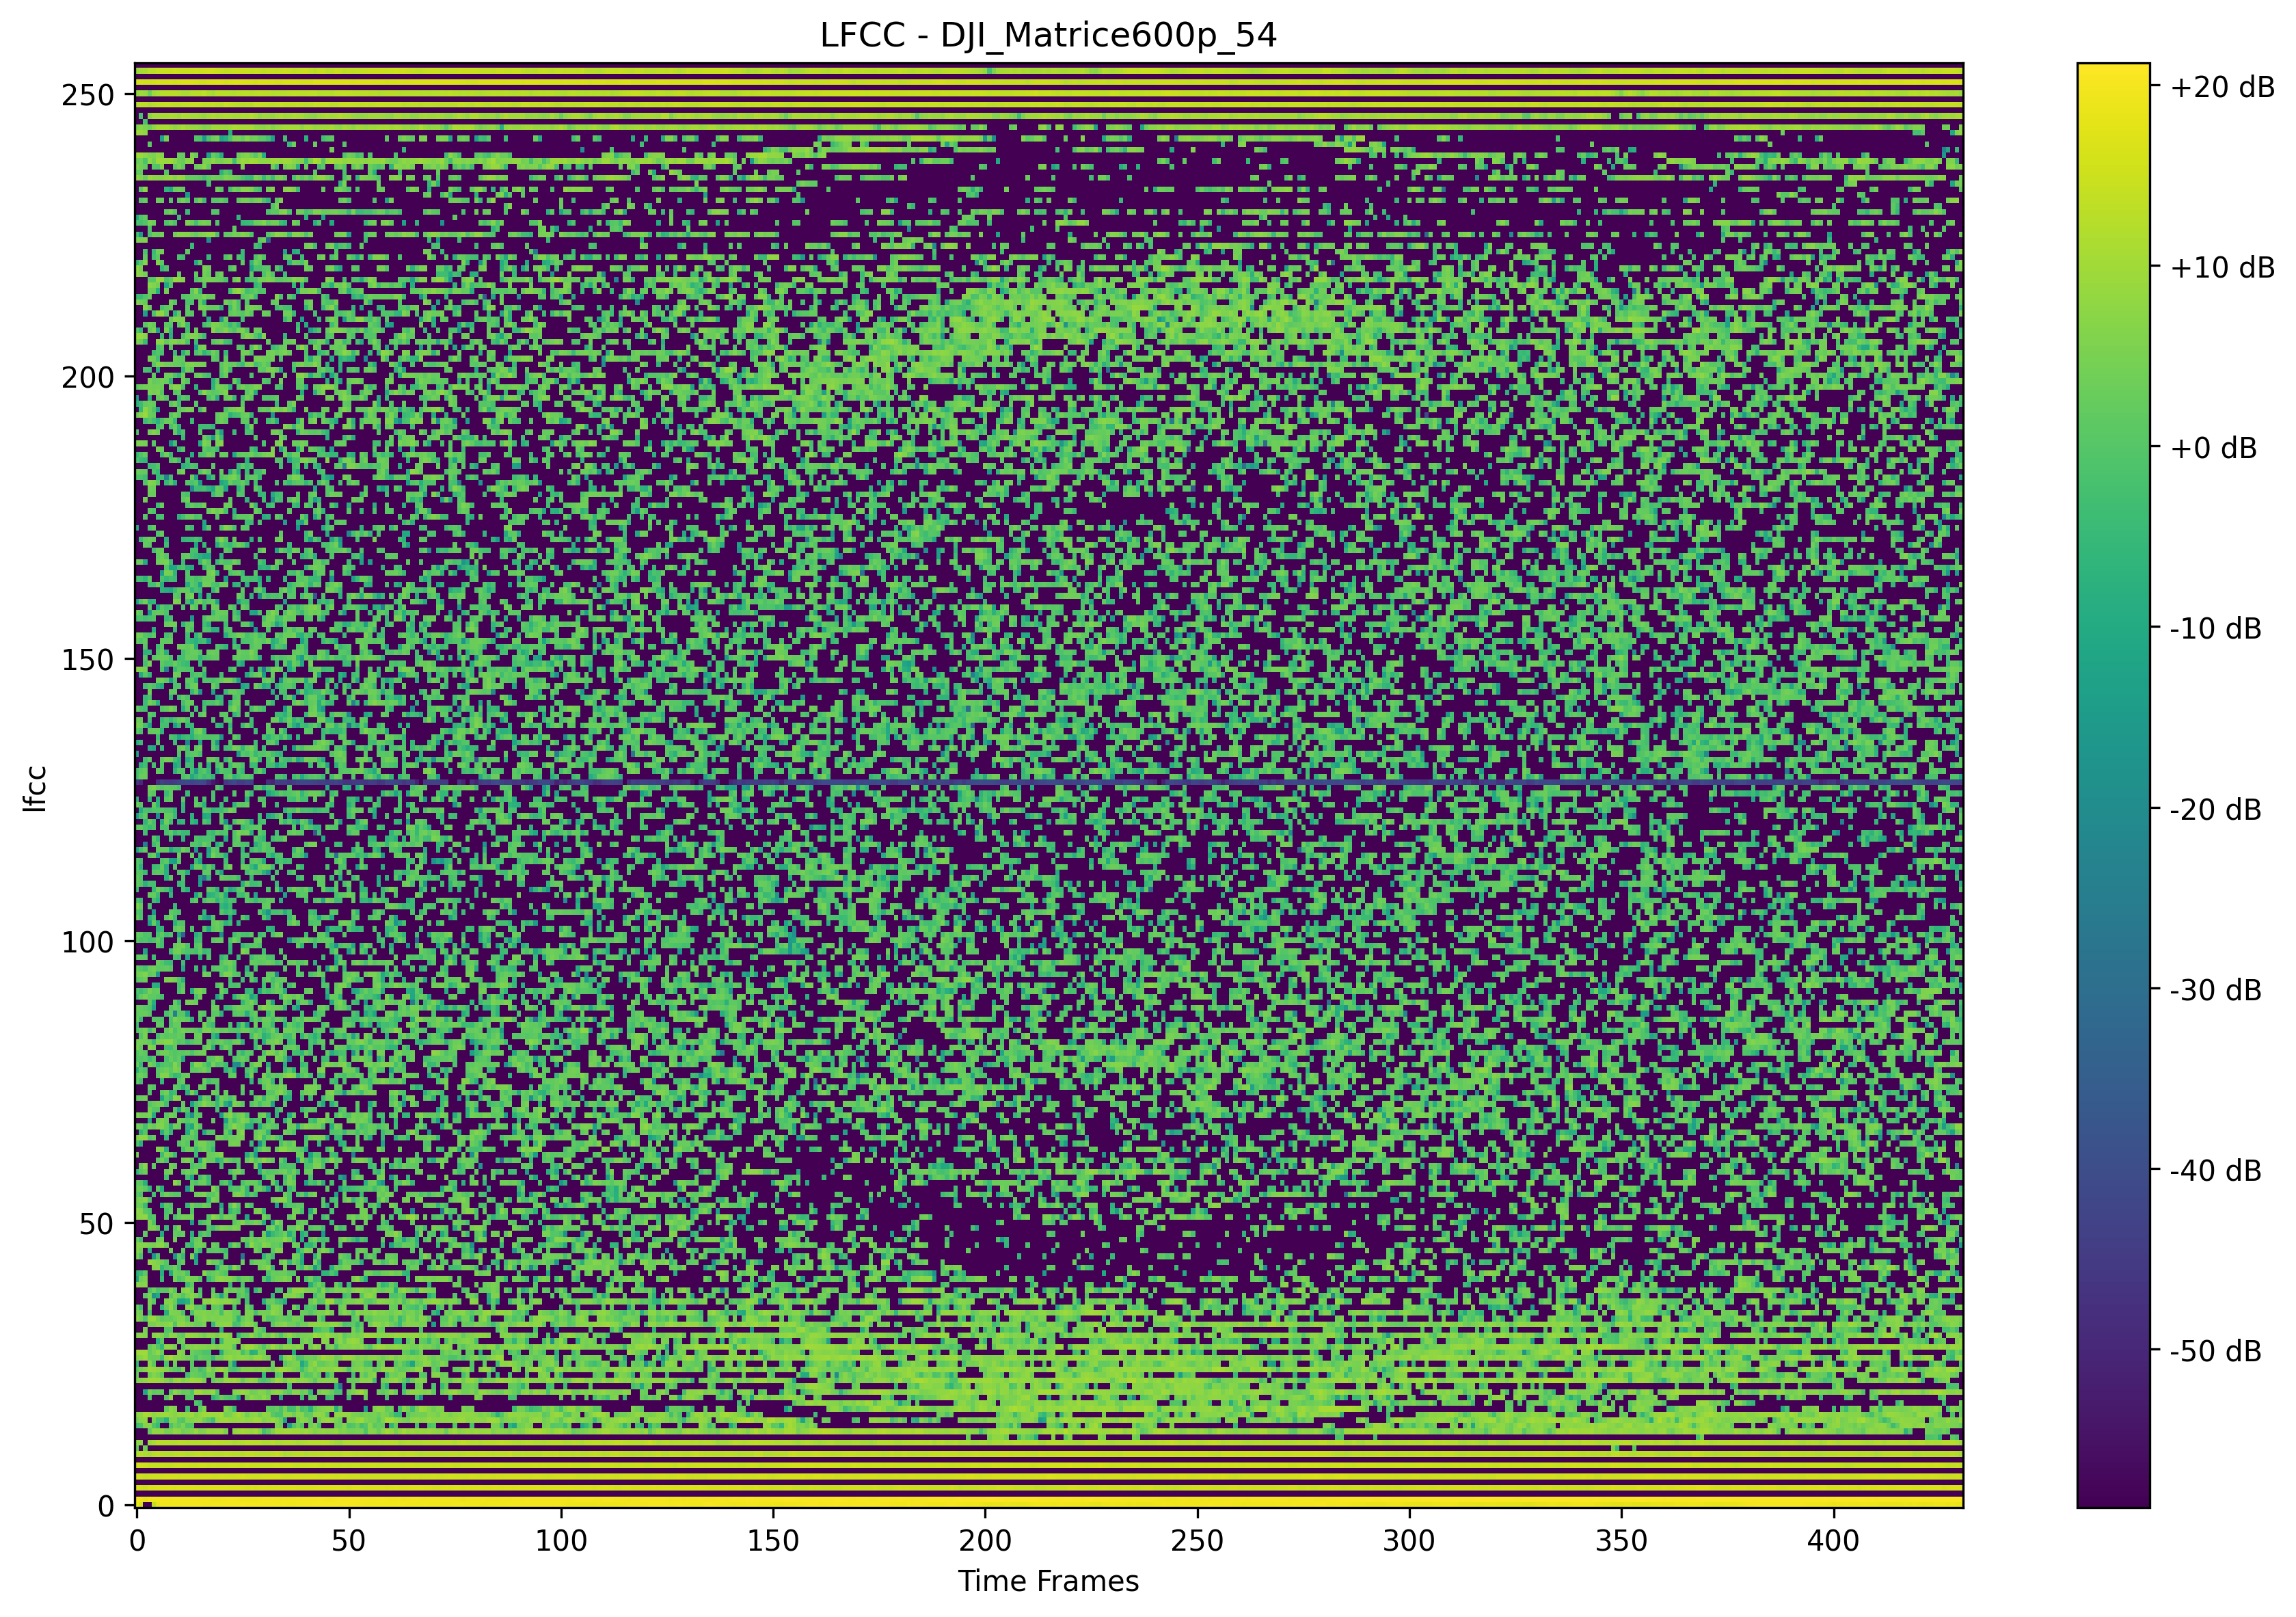 LFCC - DJI_Matrice600p_54
250
200
150
100
50
0
lfcc
0 50 100 150 200 250 300 350 400
Time Frames
+20 dB
+10 dB
+0 dB
-10 dB
-20 dB
-30 dB
-40 dB
-50 dB